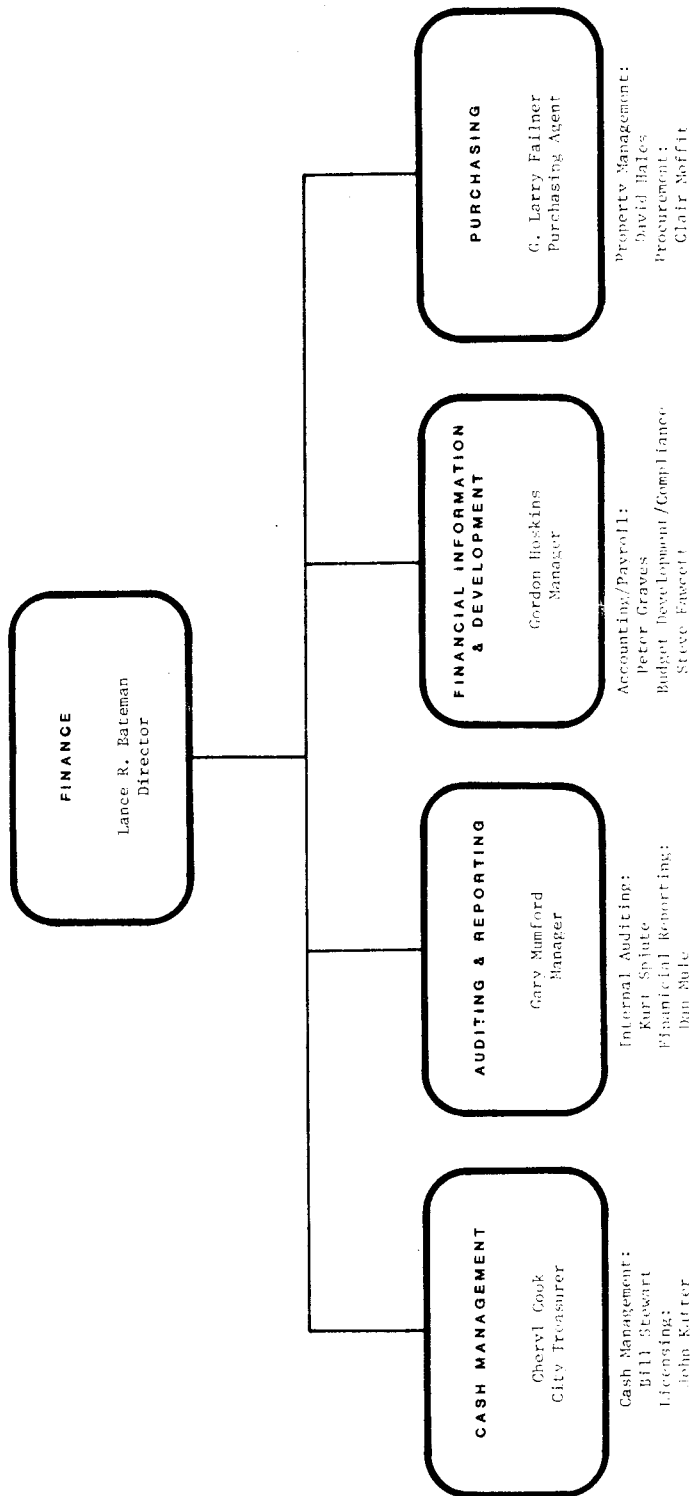 FINANCE
Lance R. Bateman
Director
CASH MANAGEMENT
Cheryl Cook
City Treasurer
Cash Management:
Bill Stewart
Licensing:
John Katter
AUDITING & REPORTING
Gary Mumford
Manager
Internal Auditing:
Kurt Spjute
Finanicial Reporting:
Dan Mule
FINANCIAL INFORMATION
& DEVELOPMENT
Gordon Hoskins
Manager
Accounting/Payroll:
Peter Graves
Budget Development/Compliance
Steve Fawcett
PURCHASING
G. Larry Failner
Purchasing Agent
Property Management:
David Hales
Procurement:
Clair Moffit